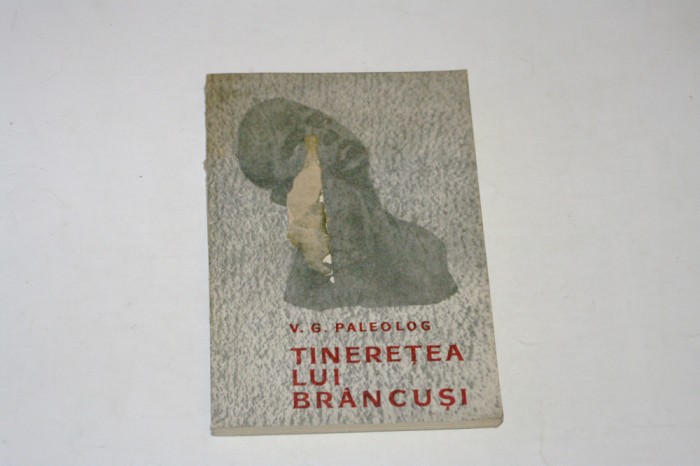 V. G. PALEOLOG
TINEREȚEA
LUI
BRÂNCUȘI